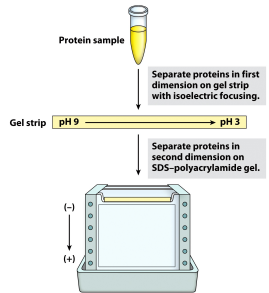 Protein sample
Separate proteins in first
dimension on gel strip
with isoelectric focusing.
Gel strip
pH 9
pH 3
Separate proteins in
second dimension on
SDS–polyacrylamide gel.
(–)
(+)